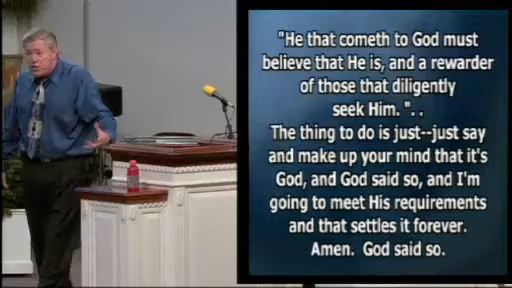 "He that cometh to God must
believe that He is, and a rewarder
of those that diligently
seek Him. ". .
The thing to do is just--just say
and make up your mind that it's
God, and God said so, and I'm
going to meet His requirements
and that settles it forever.
Amen.  God said so.